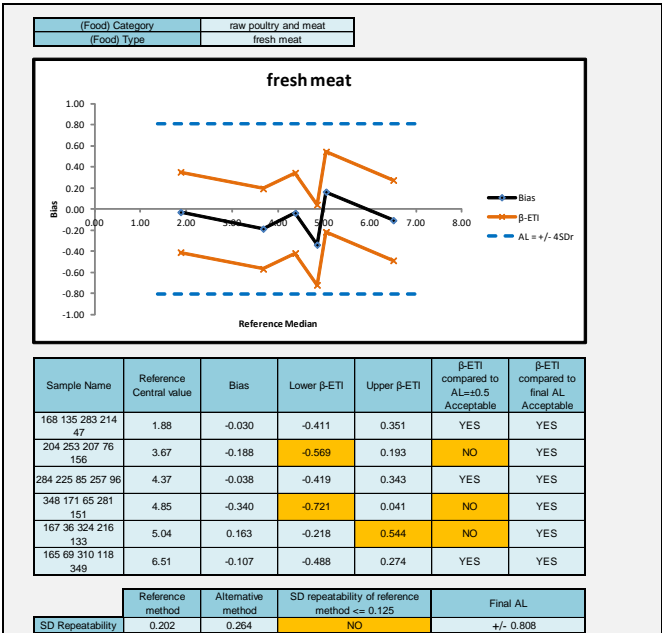 (Food) Category raw poultry and meat
(Food) Type fresh meat
fresh meat
1.00
0.80
0.60
0.40
0.20
0.00
-0.20
-0.40
-0.60
-0.80
-1.00
0.00 1.00 2.00 3.00 4.00 5.00 6.00 7.00 8.00
Bias
Reference Median
Bias
β-ETI
AL = +/- 4SDr
Sample Name Reference Central value Bias Lower β-ETI Upper β-ETI β-ETI compared to AL=±0.5 Acceptable β-ETI compared to final AL Acceptable
168 135 283 214 47 1.88 -0.030 -0.411 0.351 YES YES
204 253 207 76 156 3.67 -0.188 -0.569 0.193 NO YES
284 225 85 257 96 4.37 -0.038 -0.419 0.343 YES YES
348 171 65 281 151 4.85 -0.340 -0.721 0.041 NO YES
167 36 324 216 133 5.04 0.163 -0.218 0.544 NO YES
165 69 310 118 349 6.51 -0.107 -0.488 0.274 YES YES
Reference method Alternative method SD repeatability of reference method <= 0.125 Final AL
SD Repeatability 0.202 0.264 NO +/- 0.808